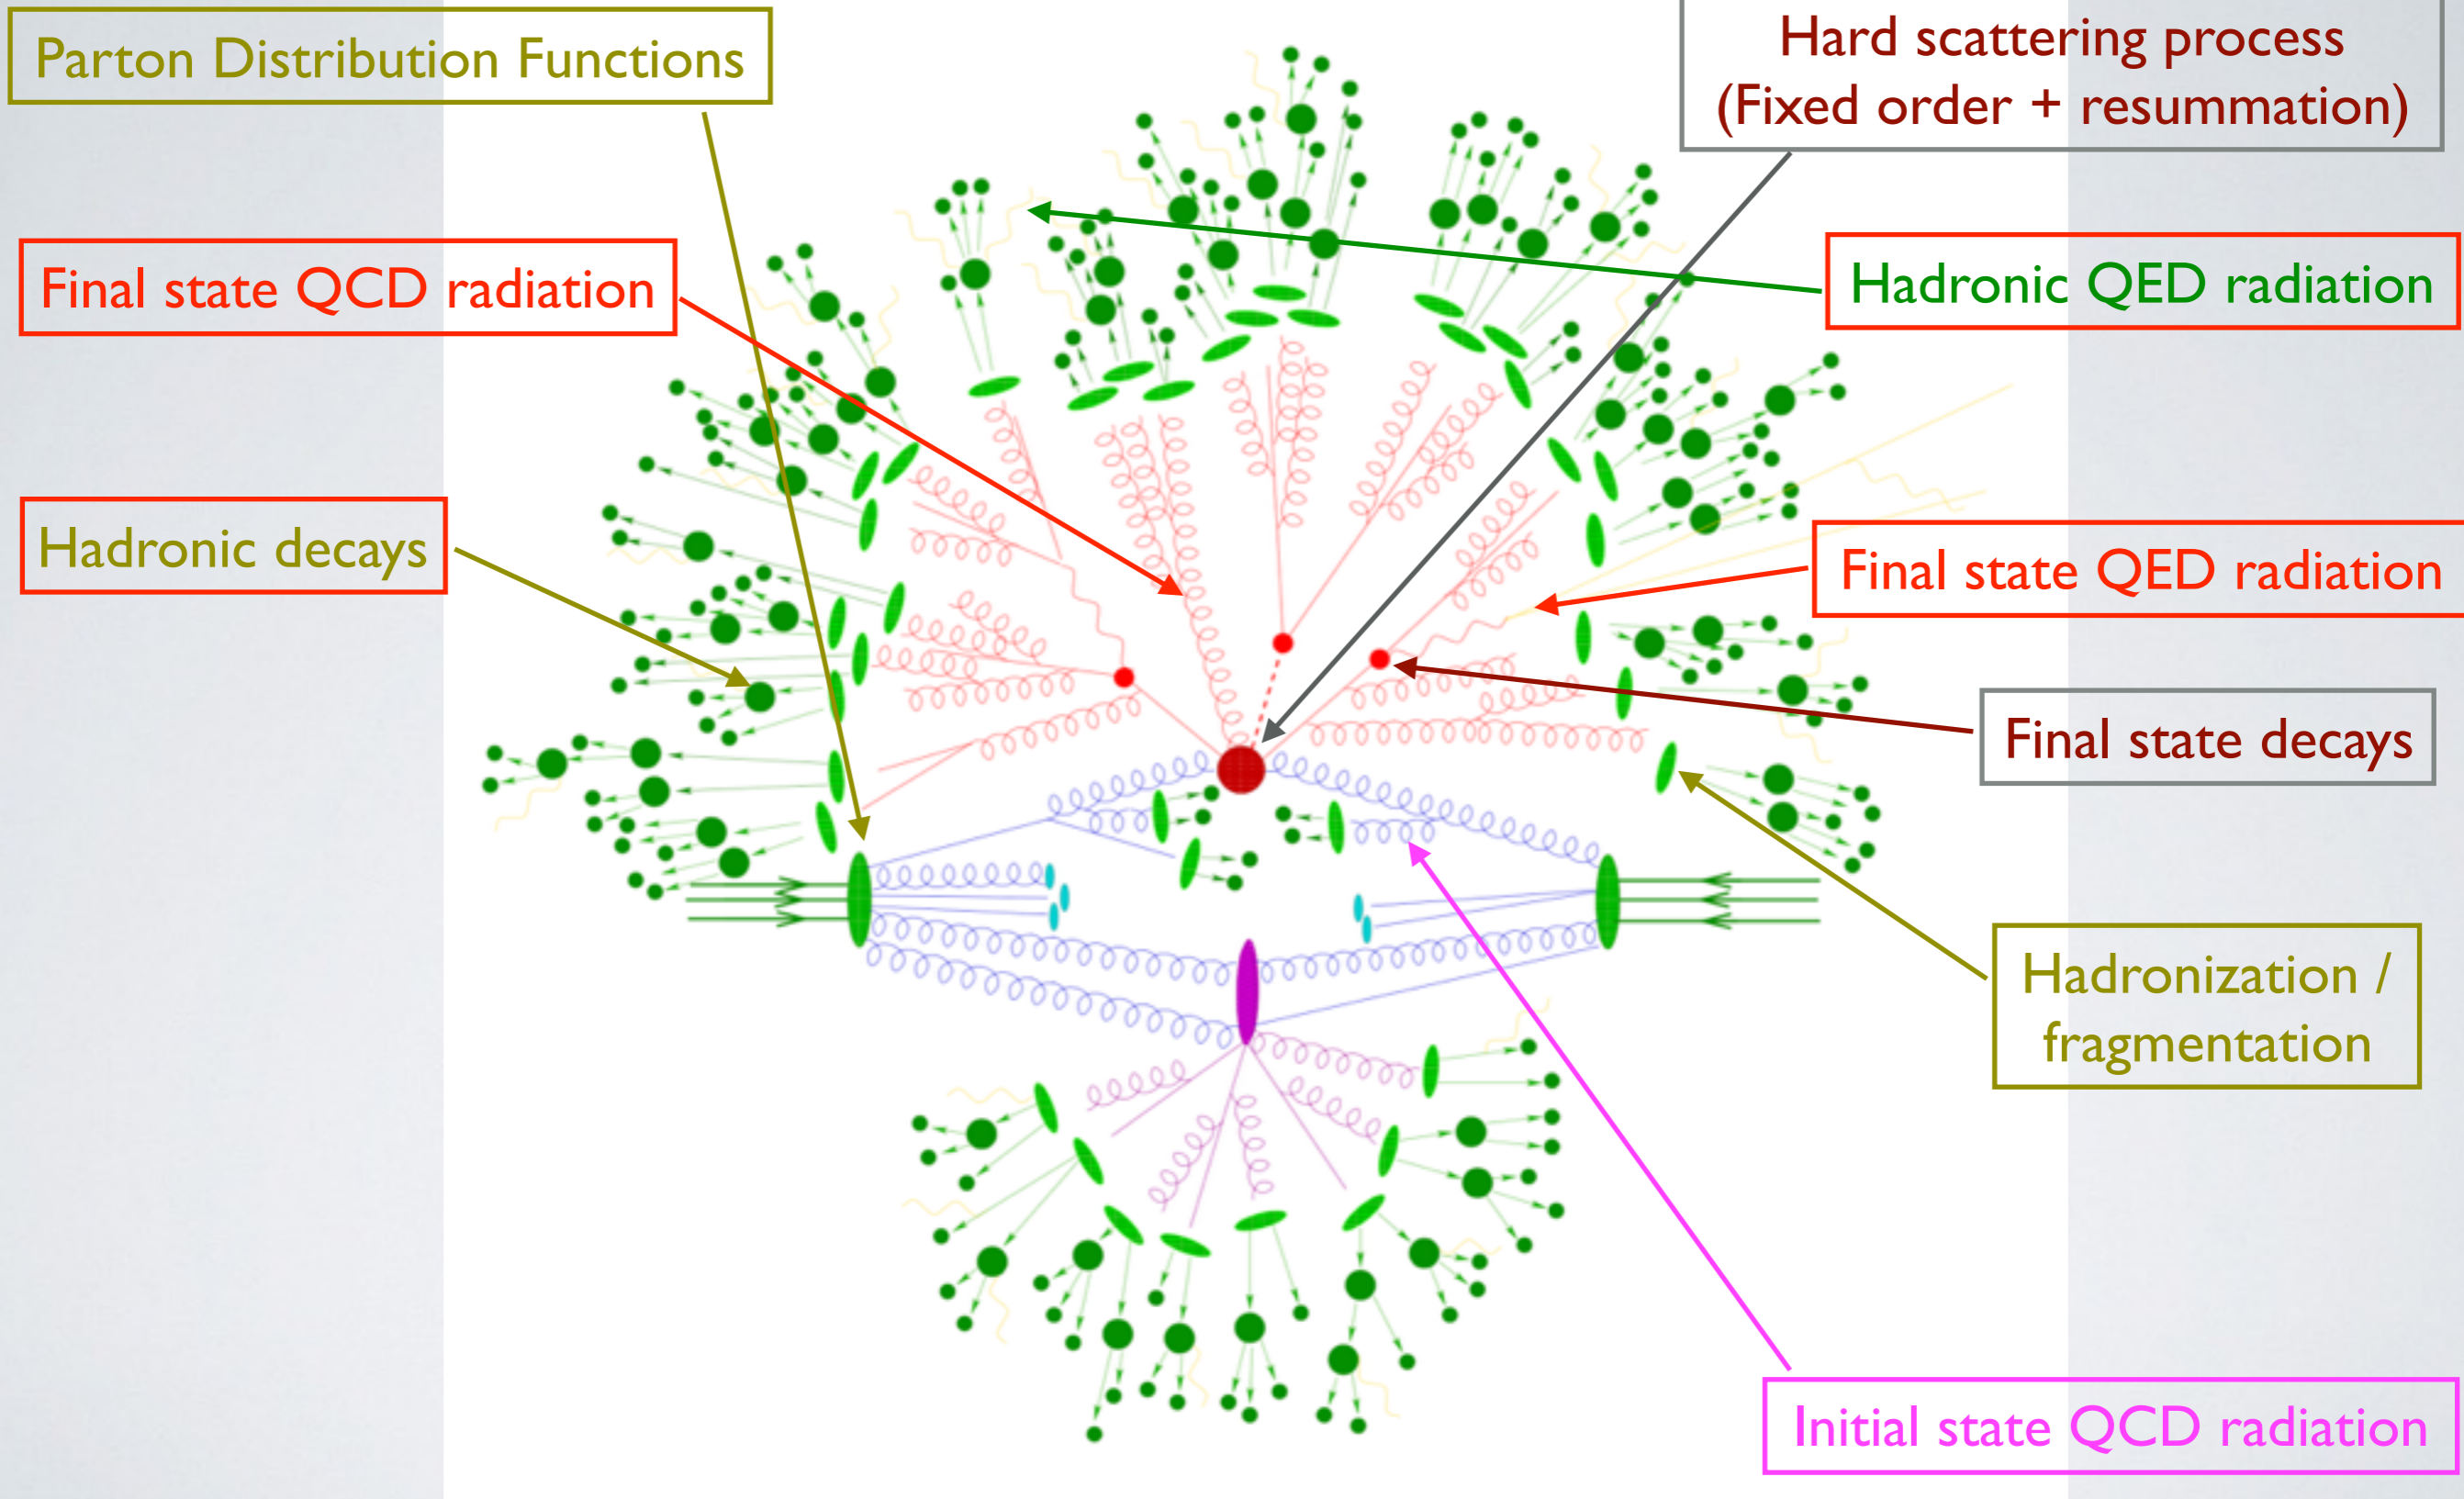 Parton Distribution Functions
Hard scattering process
(Fixed order + resummation)
Final state QCD radiation
Hadronic QED radiation
Hadronic decays
Final state QED radiation
Final state decays
Hadronization /
fragmentation
Initial state QCD radiation